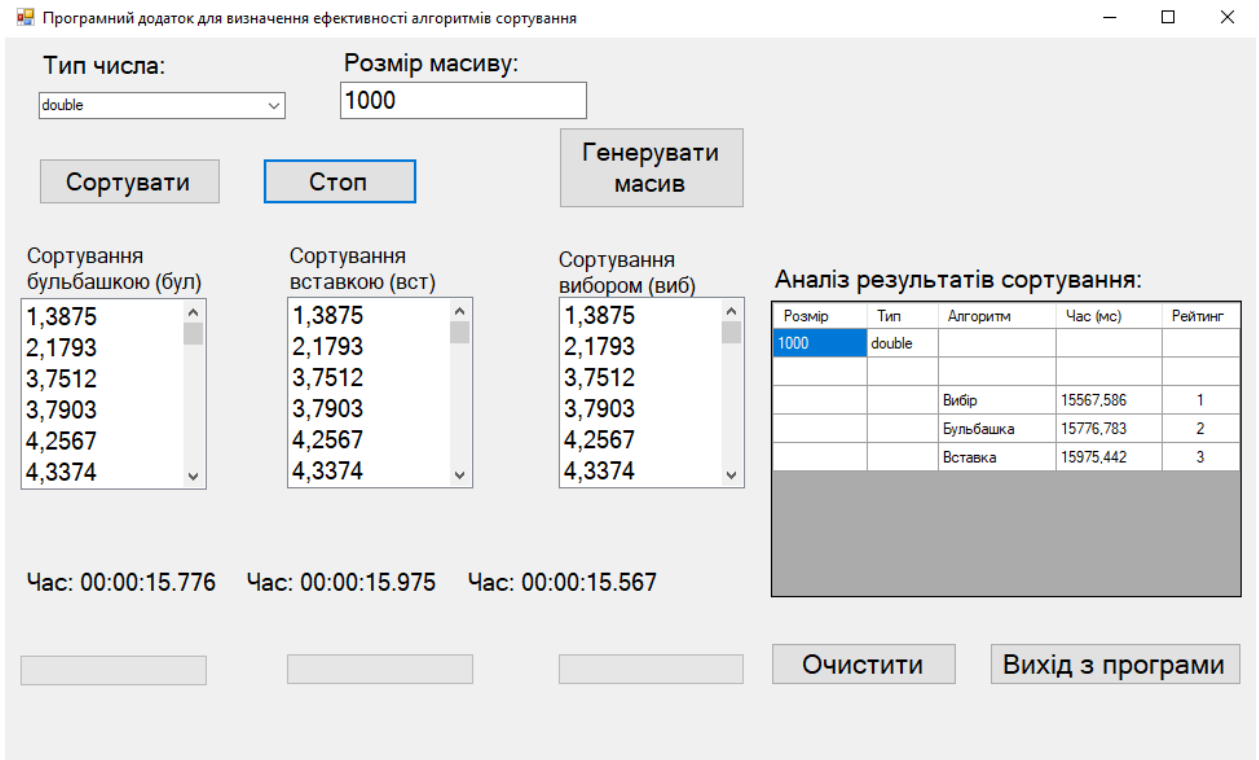 Програмний додаток для визначення ефективності алгоритмів сортування
Тип числа:
Розмір масиву:
double
1000
Сортувати
Стоп
Генерувати
масив
Сортування
бульбашкою (бул)
1,3875
2,1793
3,7512
3,7903
4,2567
4,3374
Сортування
вставкою (вст)
1,3875
2,1793
3,7512
3,7903
4,2567
4,3374
Сортування
вибором (виб)
1,3875
2,1793
3,7512
3,7903
4,2567
4,3374
Аналіз результатів сортування:
Розмір Тип Алгоритм Час (мс) Рейтинг
1000 double
Вибір 15567,586 1
Бульбашка 15776,783 2
Вставка 15975,442 3
Час: 00:00:15.776 Час: 00:00:15.975 Час: 00:00:15.567
Очистити
Вихід з програми